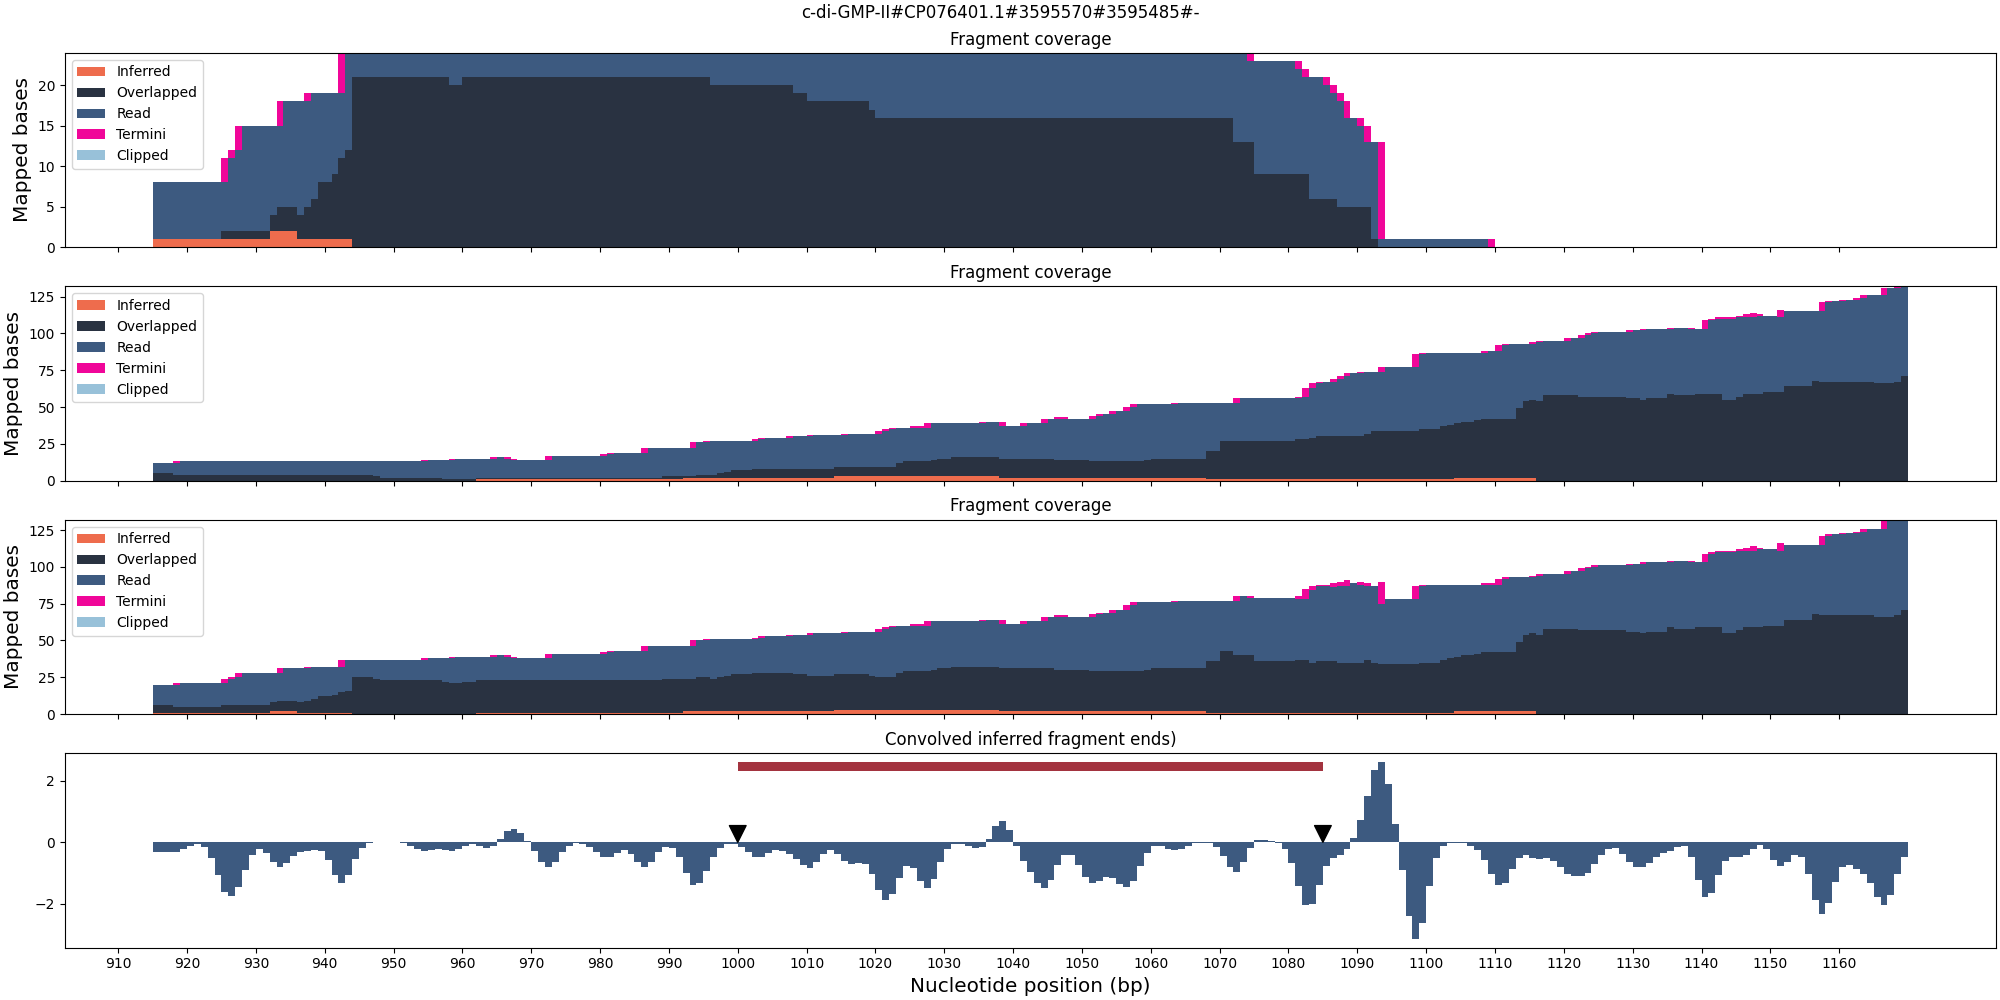 c-di-GMP-II#CP076401.1#3595570#3595485#-
Fragment coverage
Mapped bases
20
15
10
5
0
Inferred
Overlapped
Read
Termini
Clipped
Fragment coverage
Mapped bases
125
100
75
50
25
0
Inferred
Overlapped
Read
Termini
Clipped
Fragment coverage
Mapped bases
125
100
75
50
25
0
Inferred
Overlapped
Read
Termini
Clipped
Convolved inferred fragment ends)
2
0
−2
910 920 930 940 950 960 970 980 990 1000 1010 1020 1030 1040 1050 1060 1070 1080 1090 1100 1110 1120 1130 1140 1150 1160
Nucleotide position (bp)